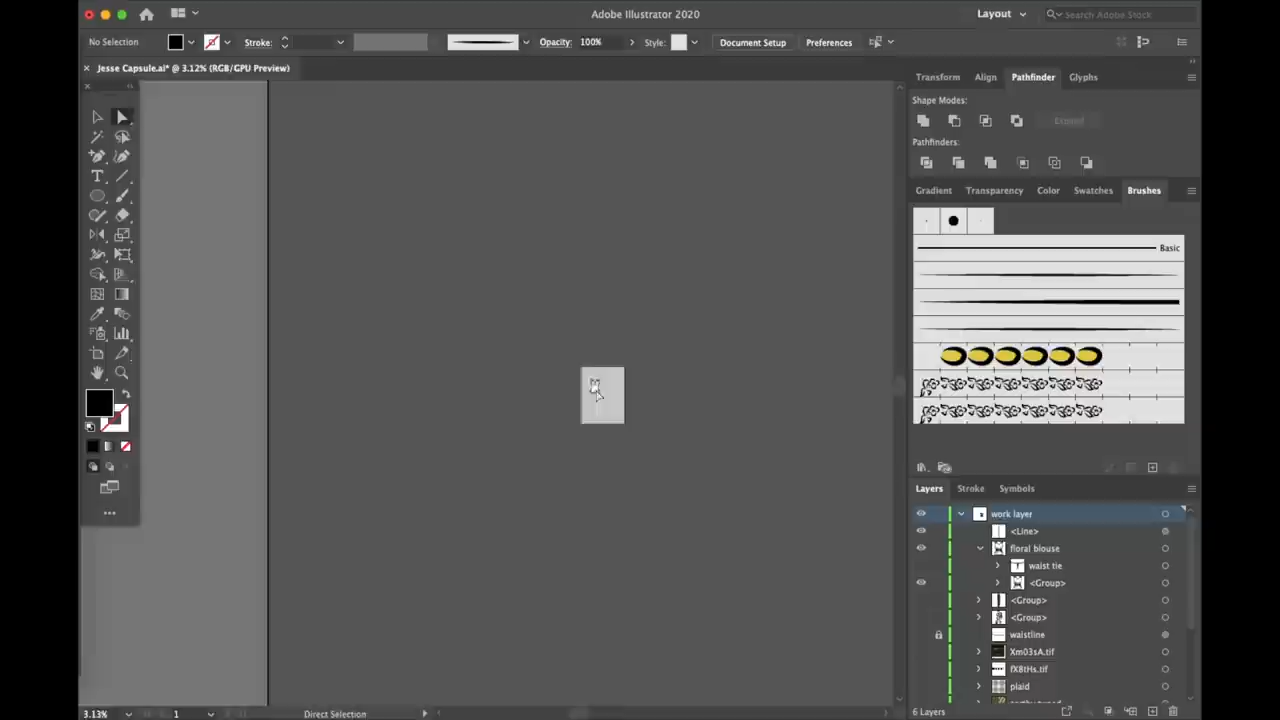 Adobe Illustrator 2020
Layout
Search Adobe Stock
No Selection
Stroke:
Opacity: 100%
Style:
Document Setup
Preferences
Jesse Capsule.ai* @ 3.12% (RGB/GPU Preview)
Transform Align Pathfinder Glyphs
Shape Modes:
Expand
Pathfinders:
Gradient Transparency Color Swatches Brushes
Basic
Layers Stroke Symbols
work layer
<Line>
floral blouse
waist tie
<Group>
<Group>
<Group>
waistline
Xm03sA.tif
fX8tHs.tif
plaid
3.13% 1 Direct Selection
6 Layers